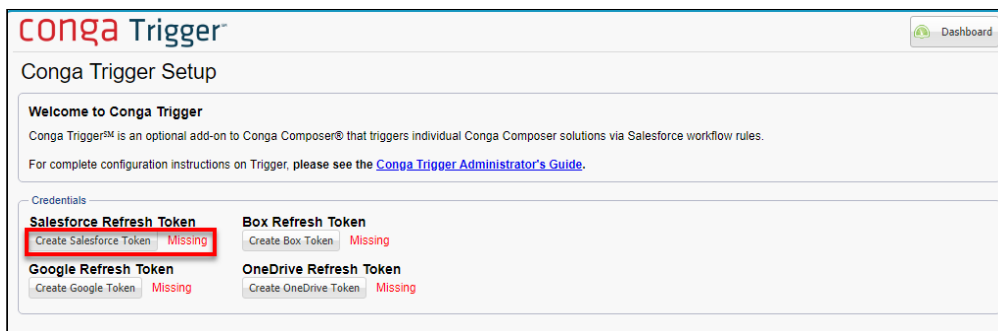 conga Trigger℠
Dashboard
Conga Trigger Setup
Welcome to Conga Trigger
Conga Trigger℠ is an optional add-on to Conga Composer® that triggers individual Conga Composer solutions via Salesforce workflow rules.
For complete configuration instructions on Trigger, please see the Conga Trigger Administrator's Guide.
Credentials
Salesforce Refresh Token Box Refresh Token
Create Salesforce Token Missing Create Box Token Missing
Google Refresh Token OneDrive Refresh Token
Create Google Token Missing Create OneDrive Token Missing